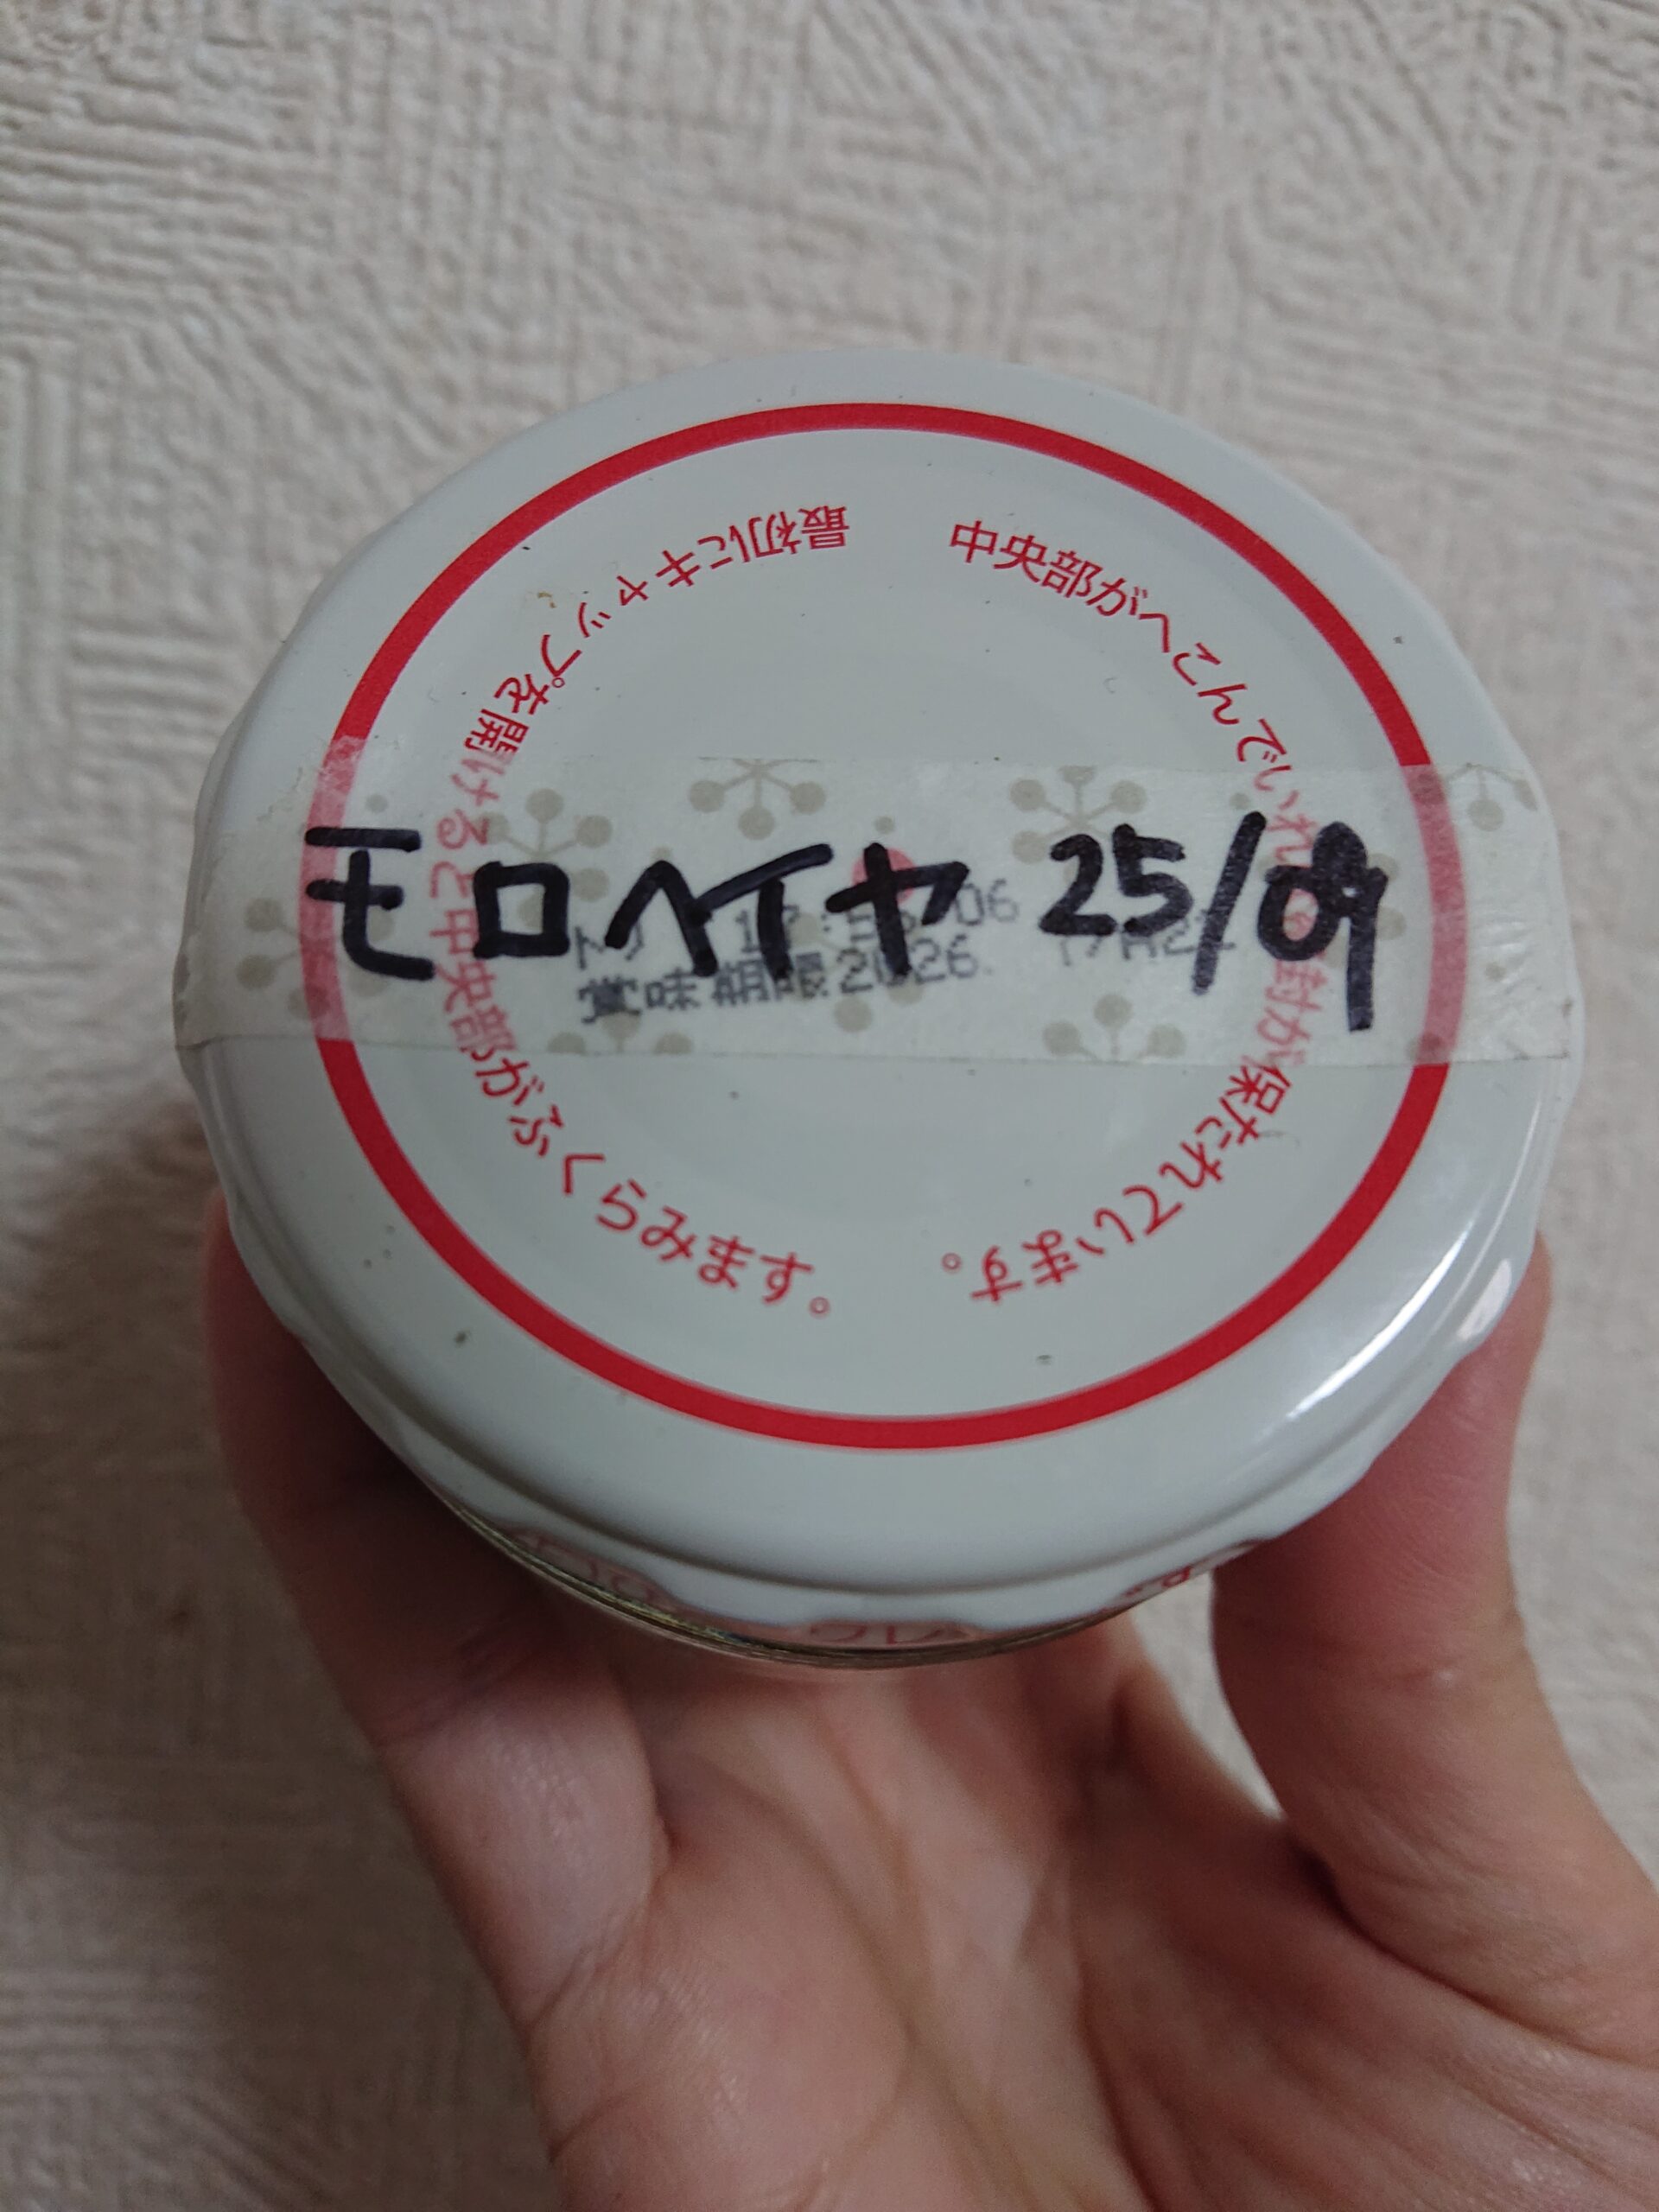 中央部がへこんでいれば密封が保たれています。
最初にキャップを開けると中央部がふくらみます。
モロヘイヤ 25/09
賞味期限2026.